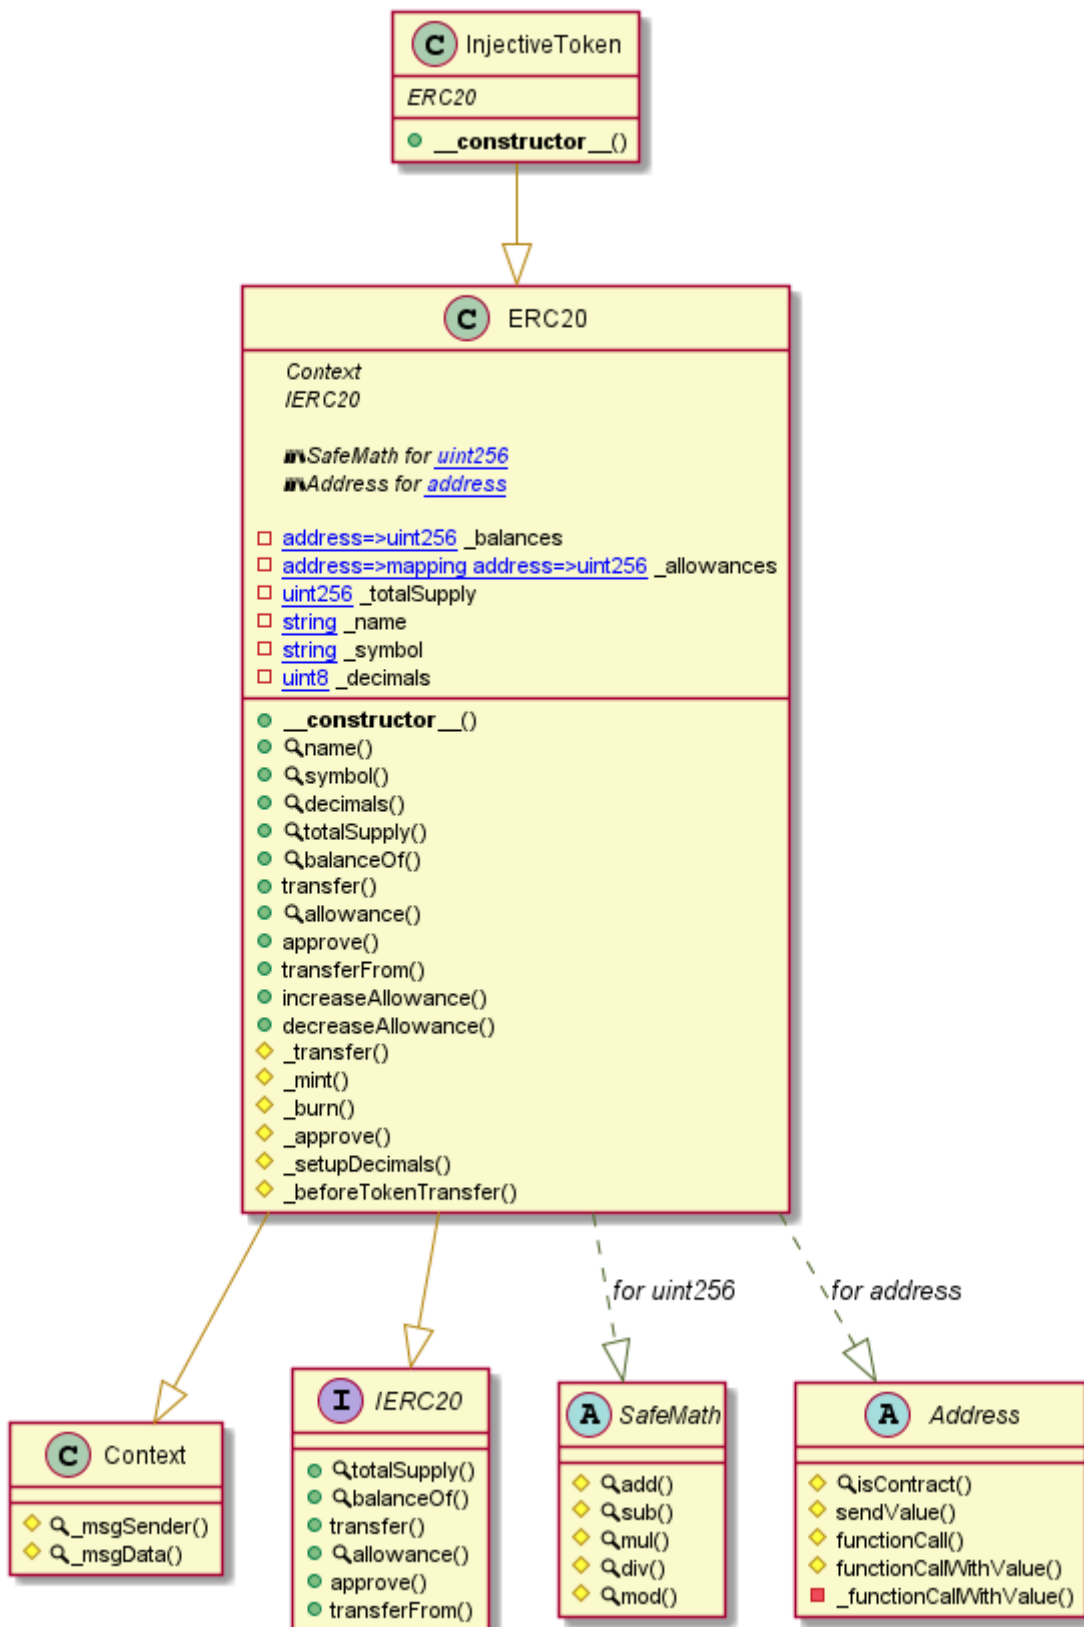 C InjectiveToken
ERC20
__constructor__()
C ERC20
Context
IERC20
SafeMath for uint256
Address for address
address=>uint256 _balances
address=>mapping address=>uint256 _allowances
uint256 _totalSupply
string _name
string _symbol
uint8 _decimals
__constructor__()
name()
symbol()
decimals()
totalSupply()
balanceOf()
transfer()
allowance()
approve()
transferFrom()
increaseAllowance()
decreaseAllowance()
_transfer()
_mint()
_burn()
_approve()
_setupDecimals()
_beforeTokenTransfer()
for uint256
for address
C Context
_msgSender()
_msgData()
I IERC20
totalSupply()
balanceOf()
transfer()
allowance()
approve()
transferFrom()
A SafeMath
add()
sub()
mul()
div()
mod()
A Address
isContract()
sendValue()
functionCall()
functionCallWithValue()
_functionCallWithValue()